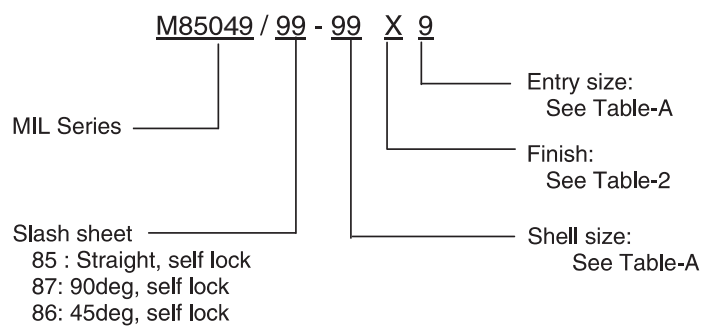 M85049 / 99 - 99 X 9
Entry size:
See Table-A
MIL Series
Finish:
See Table-2
Slash sheet
85 : Straight, self lock
87: 90deg, self lock
86: 45deg, self lock
Shell size:
See Table-A